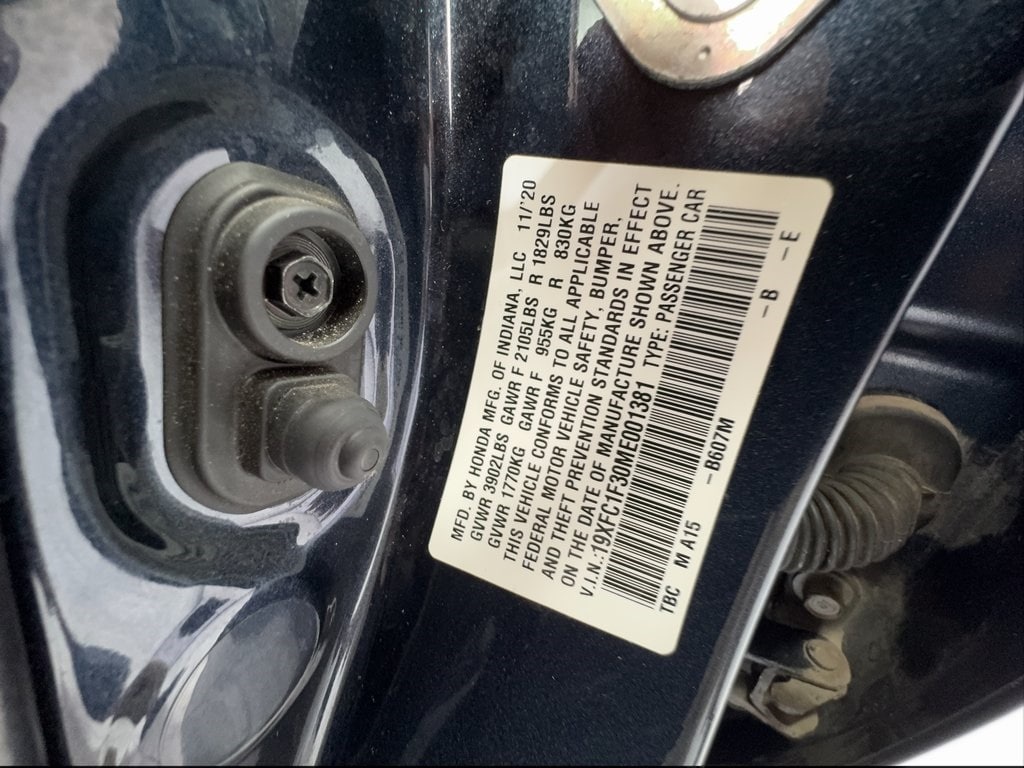 MFD. BY HONDA MFG. OF INDIANA, LLC 11/'20
GVWR 3902LBS GAWR F 2105LBS R 1829LBS
GVWR 1770KG GAWR F 955KG R 830KG
THIS VEHICLE CONFORMS TO ALL APPLICABLE
FEDERAL MOTOR VEHICLE SAFETY, BUMPER,
AND THEFT PREVENTION STANDARDS IN EFFECT
ON THE DATE OF MANUFACTURE SHOWN ABOVE.
V.I.N.:19XFC1F30ME001381 TYPE: PASSENGER CAR
TBC M A15 -B607M -B -E